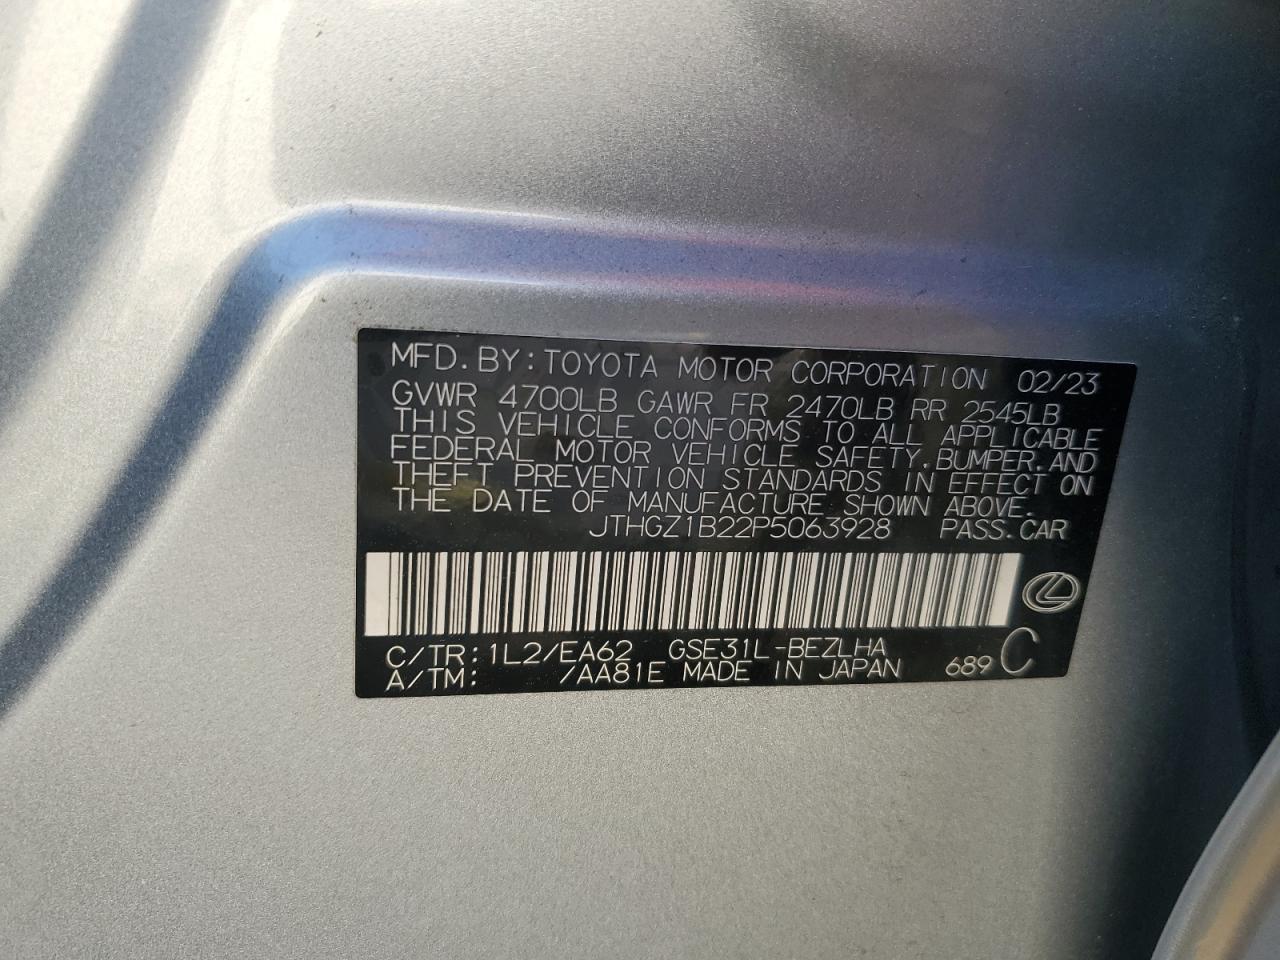 MFD. BY: TOYOTA MOTOR CORPORATION 02/23
GVWR 4700LB GAWR FR 2470LB RR 2545LB
THIS VEHICLE CONFORMS TO ALL APPLICABLE
FEDERAL MOTOR VEHICLE SAFETY, BUMPER, AND
THEFT PREVENTION STANDARDS IN EFFECT ON
THE DATE OF MANUFACTURE SHOWN ABOVE.
JTHGZ1B22P5063928 PASS. CAR
C/TR: 1L2/EA62 GSE31L-BEZLHA
A/TM: /AA81E MADE IN JAPAN 689 C